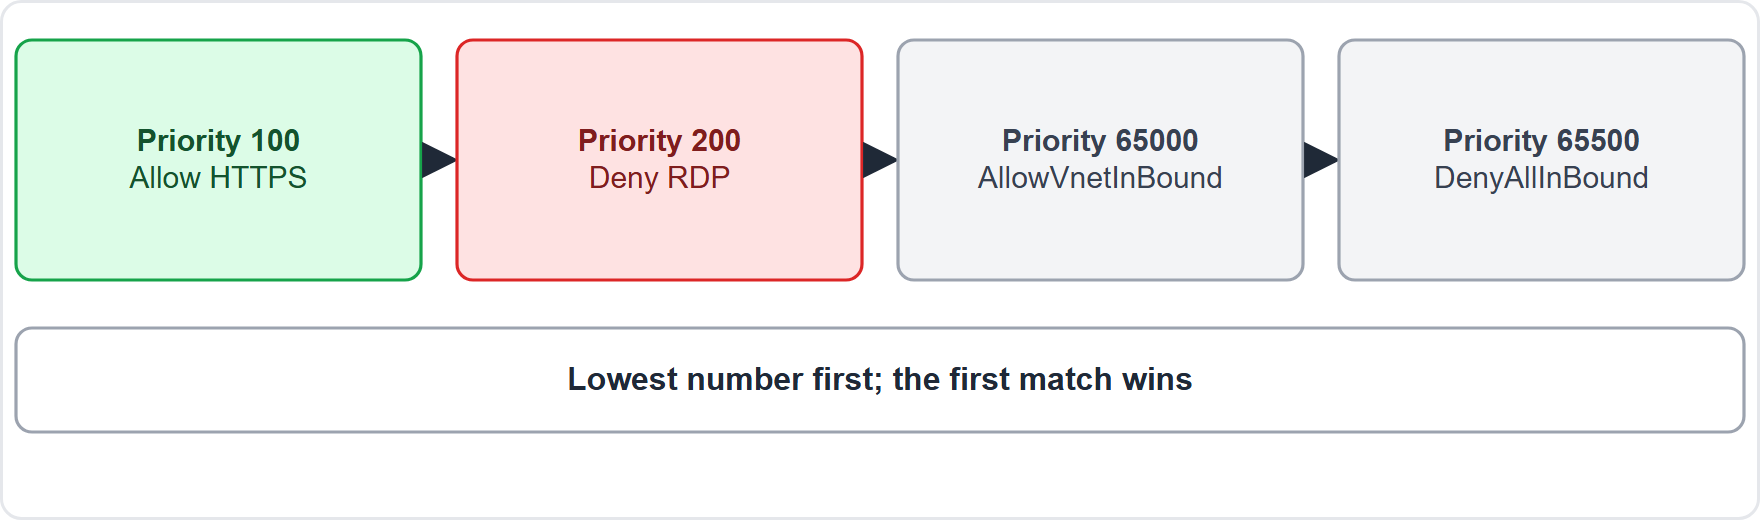 Priority 100
Allow HTTPS
Priority 200
Deny RDP
Priority 65000
AllowVnetInBound
Priority 65500
DenyAllInBound
Lowest number first; the first match wins